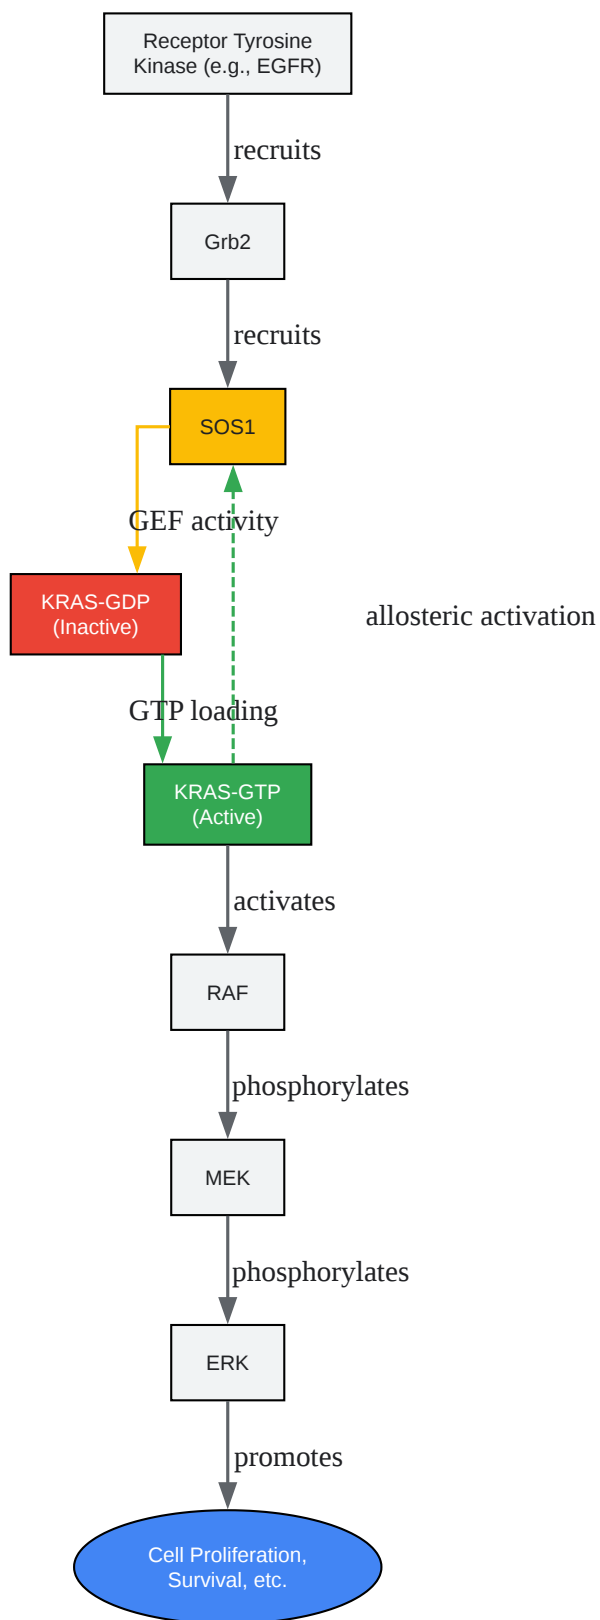 Receptor Tyrosine
Kinase (e.g., EGFR)
recruits
Grb2
recruits
SOS1
GEF activity
KRAS-GDP
(Inactive)
allosteric activation
GTP loading
KRAS-GTP
(Active)
activates
RAF
phosphorylates
MEK
phosphorylates
ERK
promotes
Cell Proliferation,
Survival, etc.